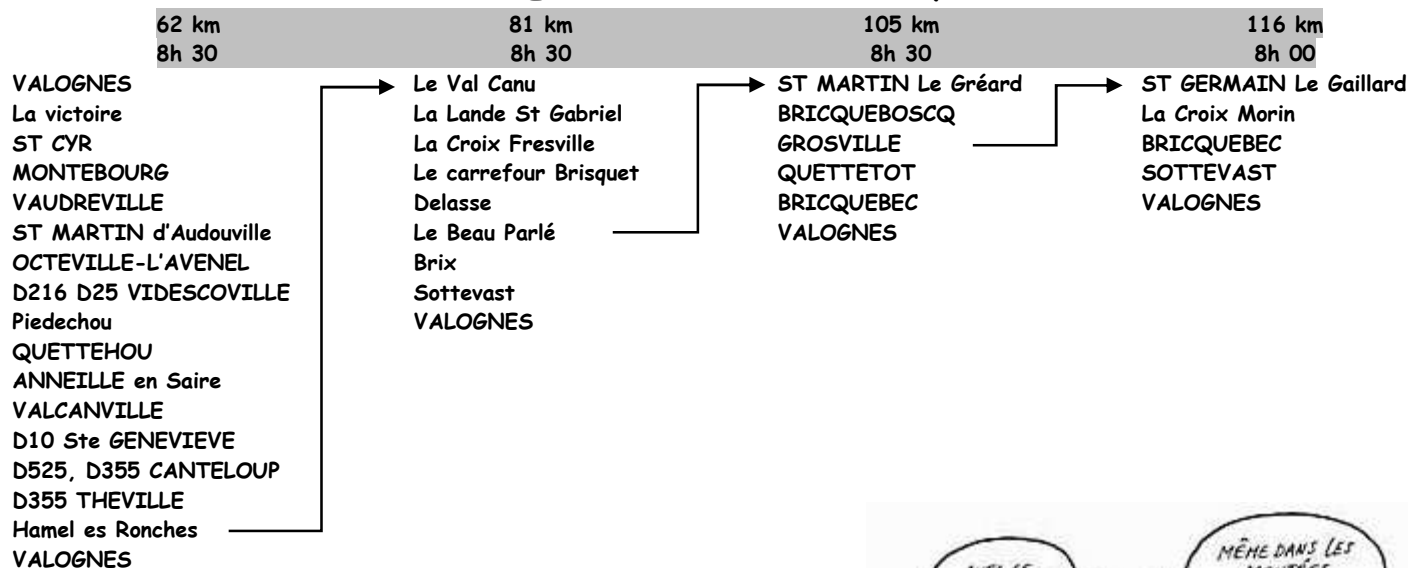 62 km 81 km 105 km 116 km
8h 30 8h 30 8h 30 8h 00
VALOGNES
La victoire
ST CYR
MONTEBOURG
VAUDREVILLE
ST MARTIN d'Audouville
OCTEVILLE-L'AVENEL
D216 D25 VIDESCOVILLE
Piedechou
QUETTEHOU
ANNEILLE en Saire
VALCANVILLE
D10 Ste GENEVIEVE
D525, D355 CANTELOUP
D355 THEVILLE
Hamel es Ronches
VALOGNES
Le Val Canu
La Lande St Gabriel
La Croix Fresville
Le carrefour Brisquet
Delasse
Le Beau Parlé
Brix
Sottevast
VALOGNES
ST MARTIN Le Gréard
BRICQUEBOSCQ
GROSVILLE
QUETTETOT
BRICQUEBEC
VALOGNES
ST GERMAIN Le Gaillard
La Croix Morin
BRICQUEBEC
SOTTEVAST
VALOGNES
MÊME DANS LES